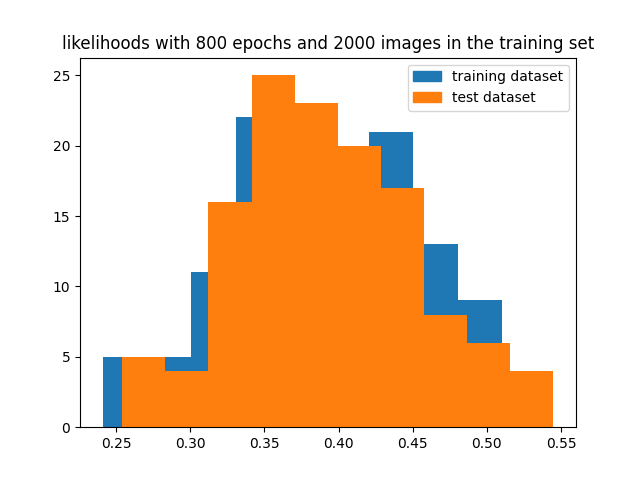 likelihoods with 800 epochs and 2000 images in the training set
training dataset
test dataset
25
20
15
10
5
0
0.25 0.30 0.35 0.40 0.45 0.50 0.55